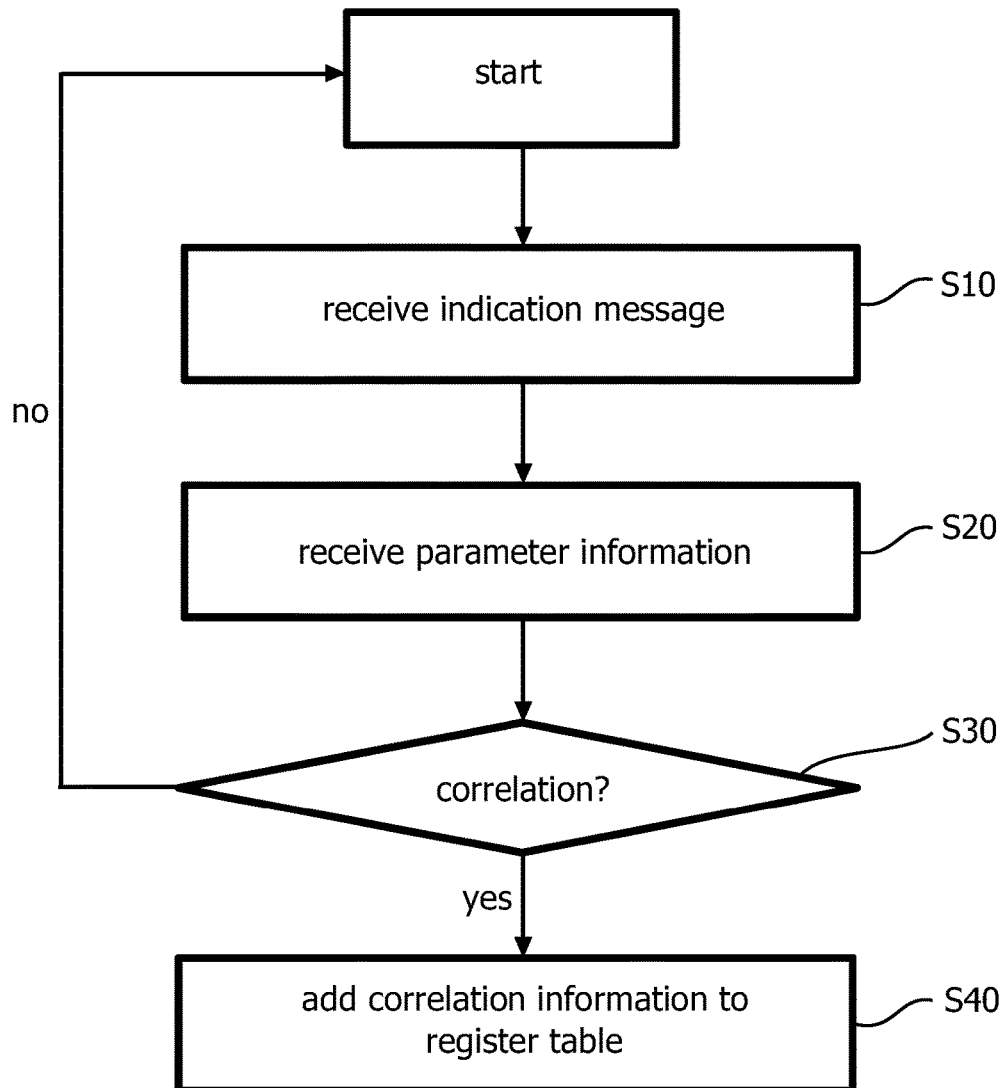 start
receive indication message
S10
no
receive parameter information
S20
S30
correlation?
yes
add correlation information to
register table
S40